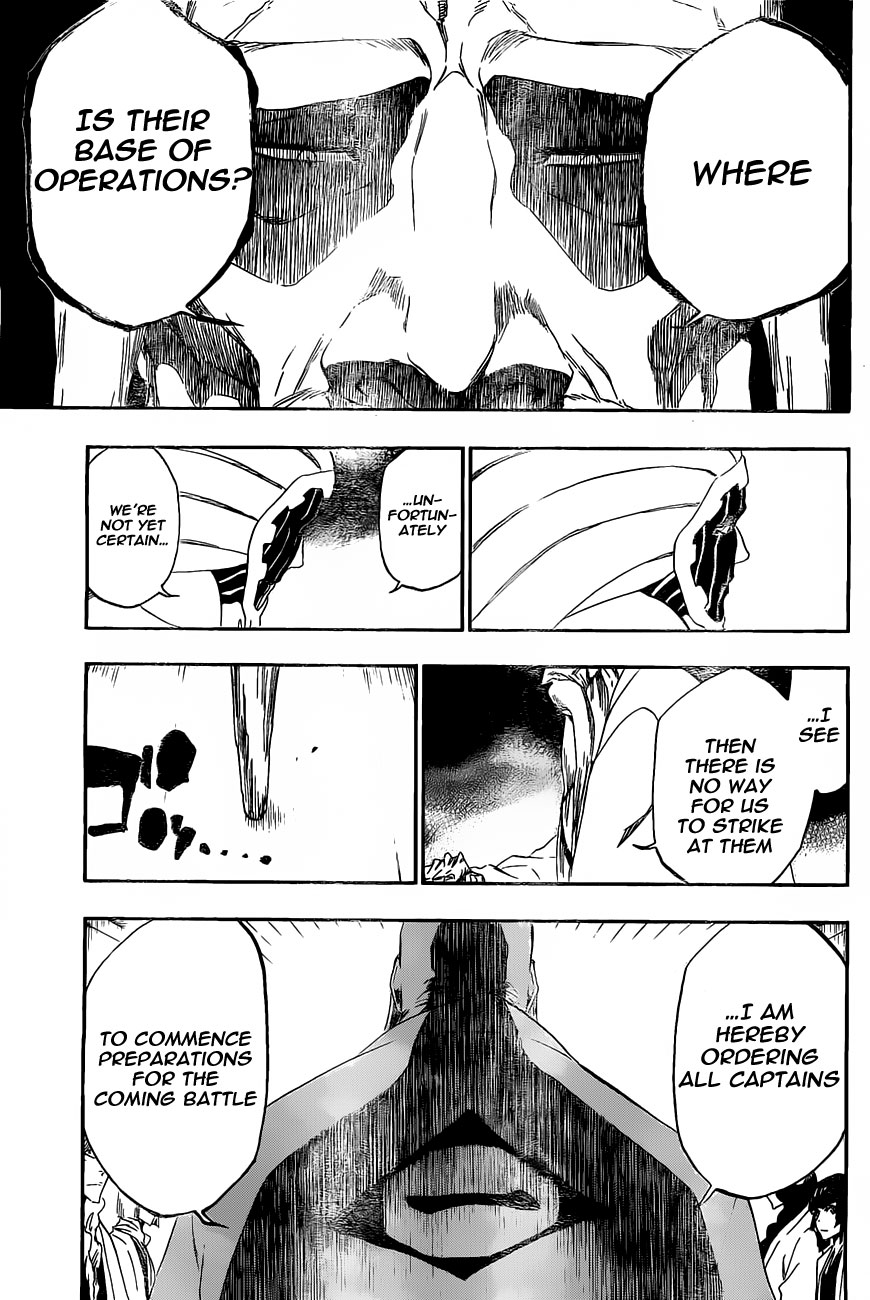 WHERE
IS THEIR
BASE OF
OPERATIONS?
...UN-
FORTUN-
ATELY
WE'RE
NOT YET
CERTAIN...
...I
SEE
THEN
THERE IS
NO WAY
FOR US
TO STRIKE
AT THEM
ゴッ....
...I AM
HEREBY
ORDERING
ALL CAPTAINS
TO COMMENCE
PREPARATIONS
FOR THE
COMING BATTLE